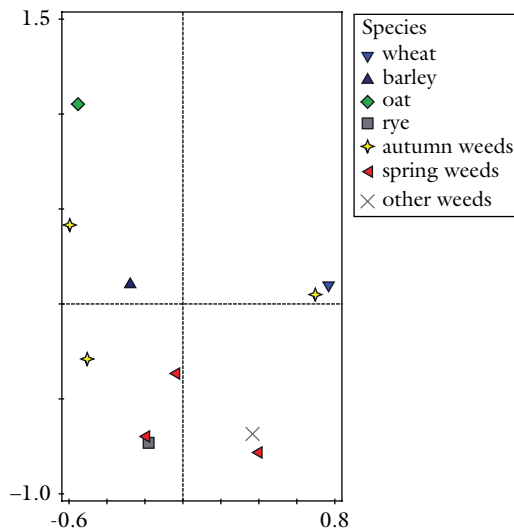 1.5
Species
wheat
barley
oat
rye
autumn weeds
spring weeds
other weeds
−1.0
-0.6
0.8